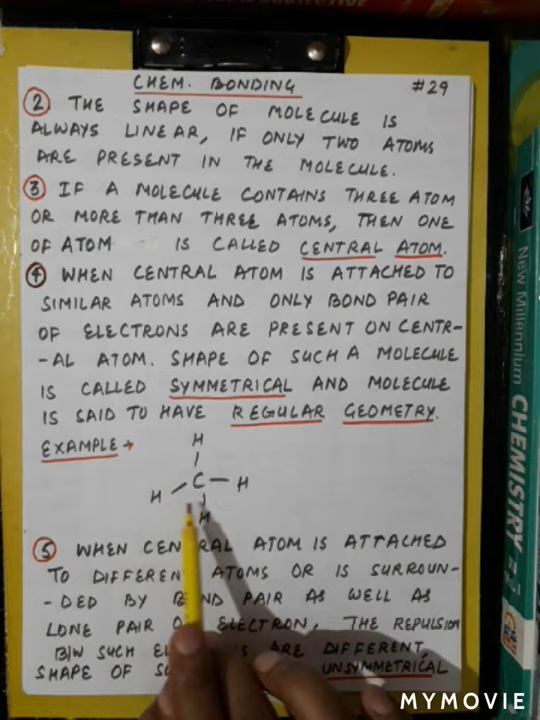 CHEM. BONDING #29
② THE SHAPE OF MOLECULE IS
ALWAYS LINEAR, IF ONLY TWO ATOMS
ARE PRESENT IN THE MOLECULE.
③ IF A MOLECULE CONTAINS THREE ATOM
OR MORE THAN THREE ATOMS, THEN ONE
OF ATOM IS CALLED CENTRAL ATOM.
④ WHEN CENTRAL ATOM IS ATTACHED TO
SIMILAR ATOMS AND ONLY BOND PAIR
OF ELECTRONS ARE PRESENT ON CENTR-
-AL ATOM. SHAPE OF SUCH A MOLECULE
IS CALLED SYMMETRICAL AND MOLECULE
IS SAID TO HAVE REGULAR GEOMETRY.
EXAMPLE →
H
H C H
H
⑤ WHEN CENTRAL ATOM IS ATTACHED
TO DIFFEREN ATOMS OR IS SURROUN-
-DED BY BOND PAIR AS WELL AS
LONE PAIR OF ELECTRON, THE REPULSION
B/W SUCH ARE DIFFERENT,
SHAPE OF UNSYMMETRICAL
New Millennium CHEMISTRY
MYMOVIE